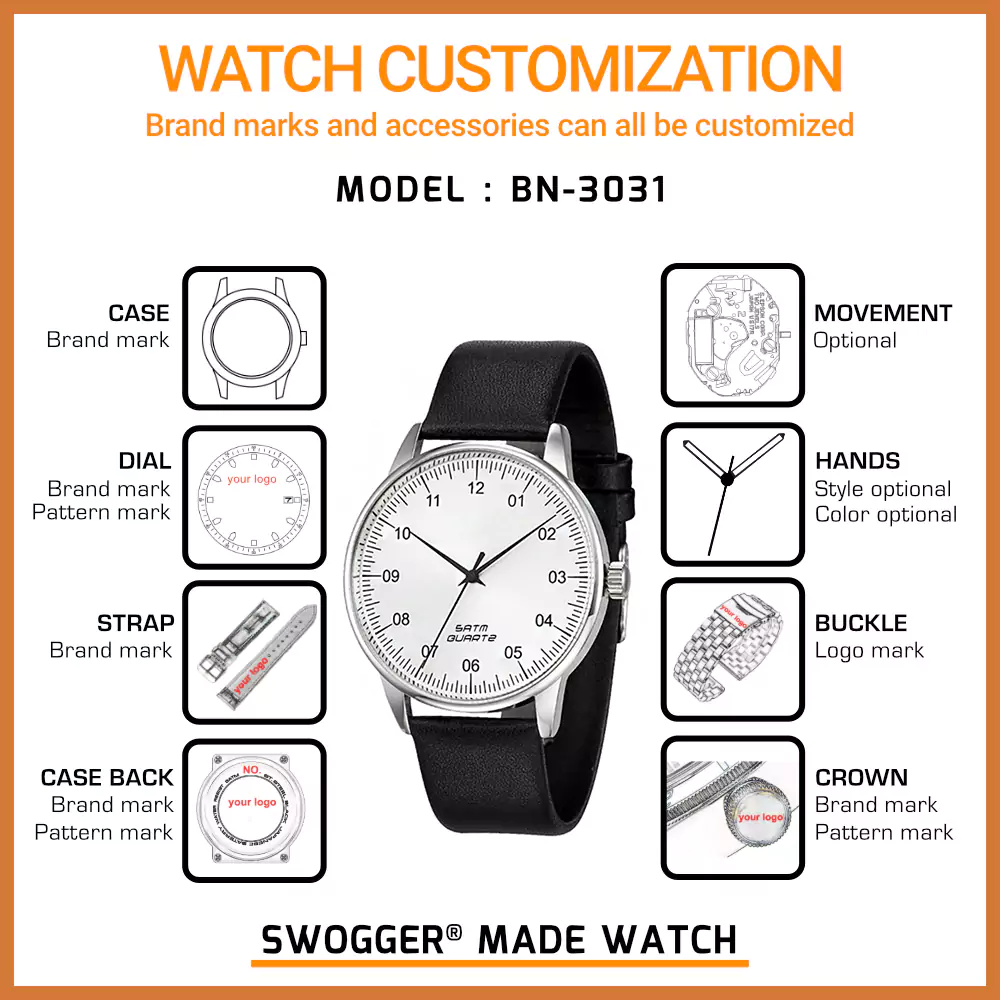 WATCH CUSTOMIZATION
Brand marks and accessories can all be customized
MODEL : BN-3031
CASE
Brand mark
DIAL
Brand mark
Pattern mark
your logo
7
STRAP
Brand mark
your logo
CASE BACK
Brand mark
Pattern mark
NO.
your logo
12
01
02
03
04
05
06
07
08
09
10
11
5ATM
QUARTZ
MOVEMENT
Optional
HANDS
Style optional
Color optional
BUCKLE
Logo mark
your logo
CROWN
Brand mark
Pattern mark
your logo
SWOGGER® MADE WATCH